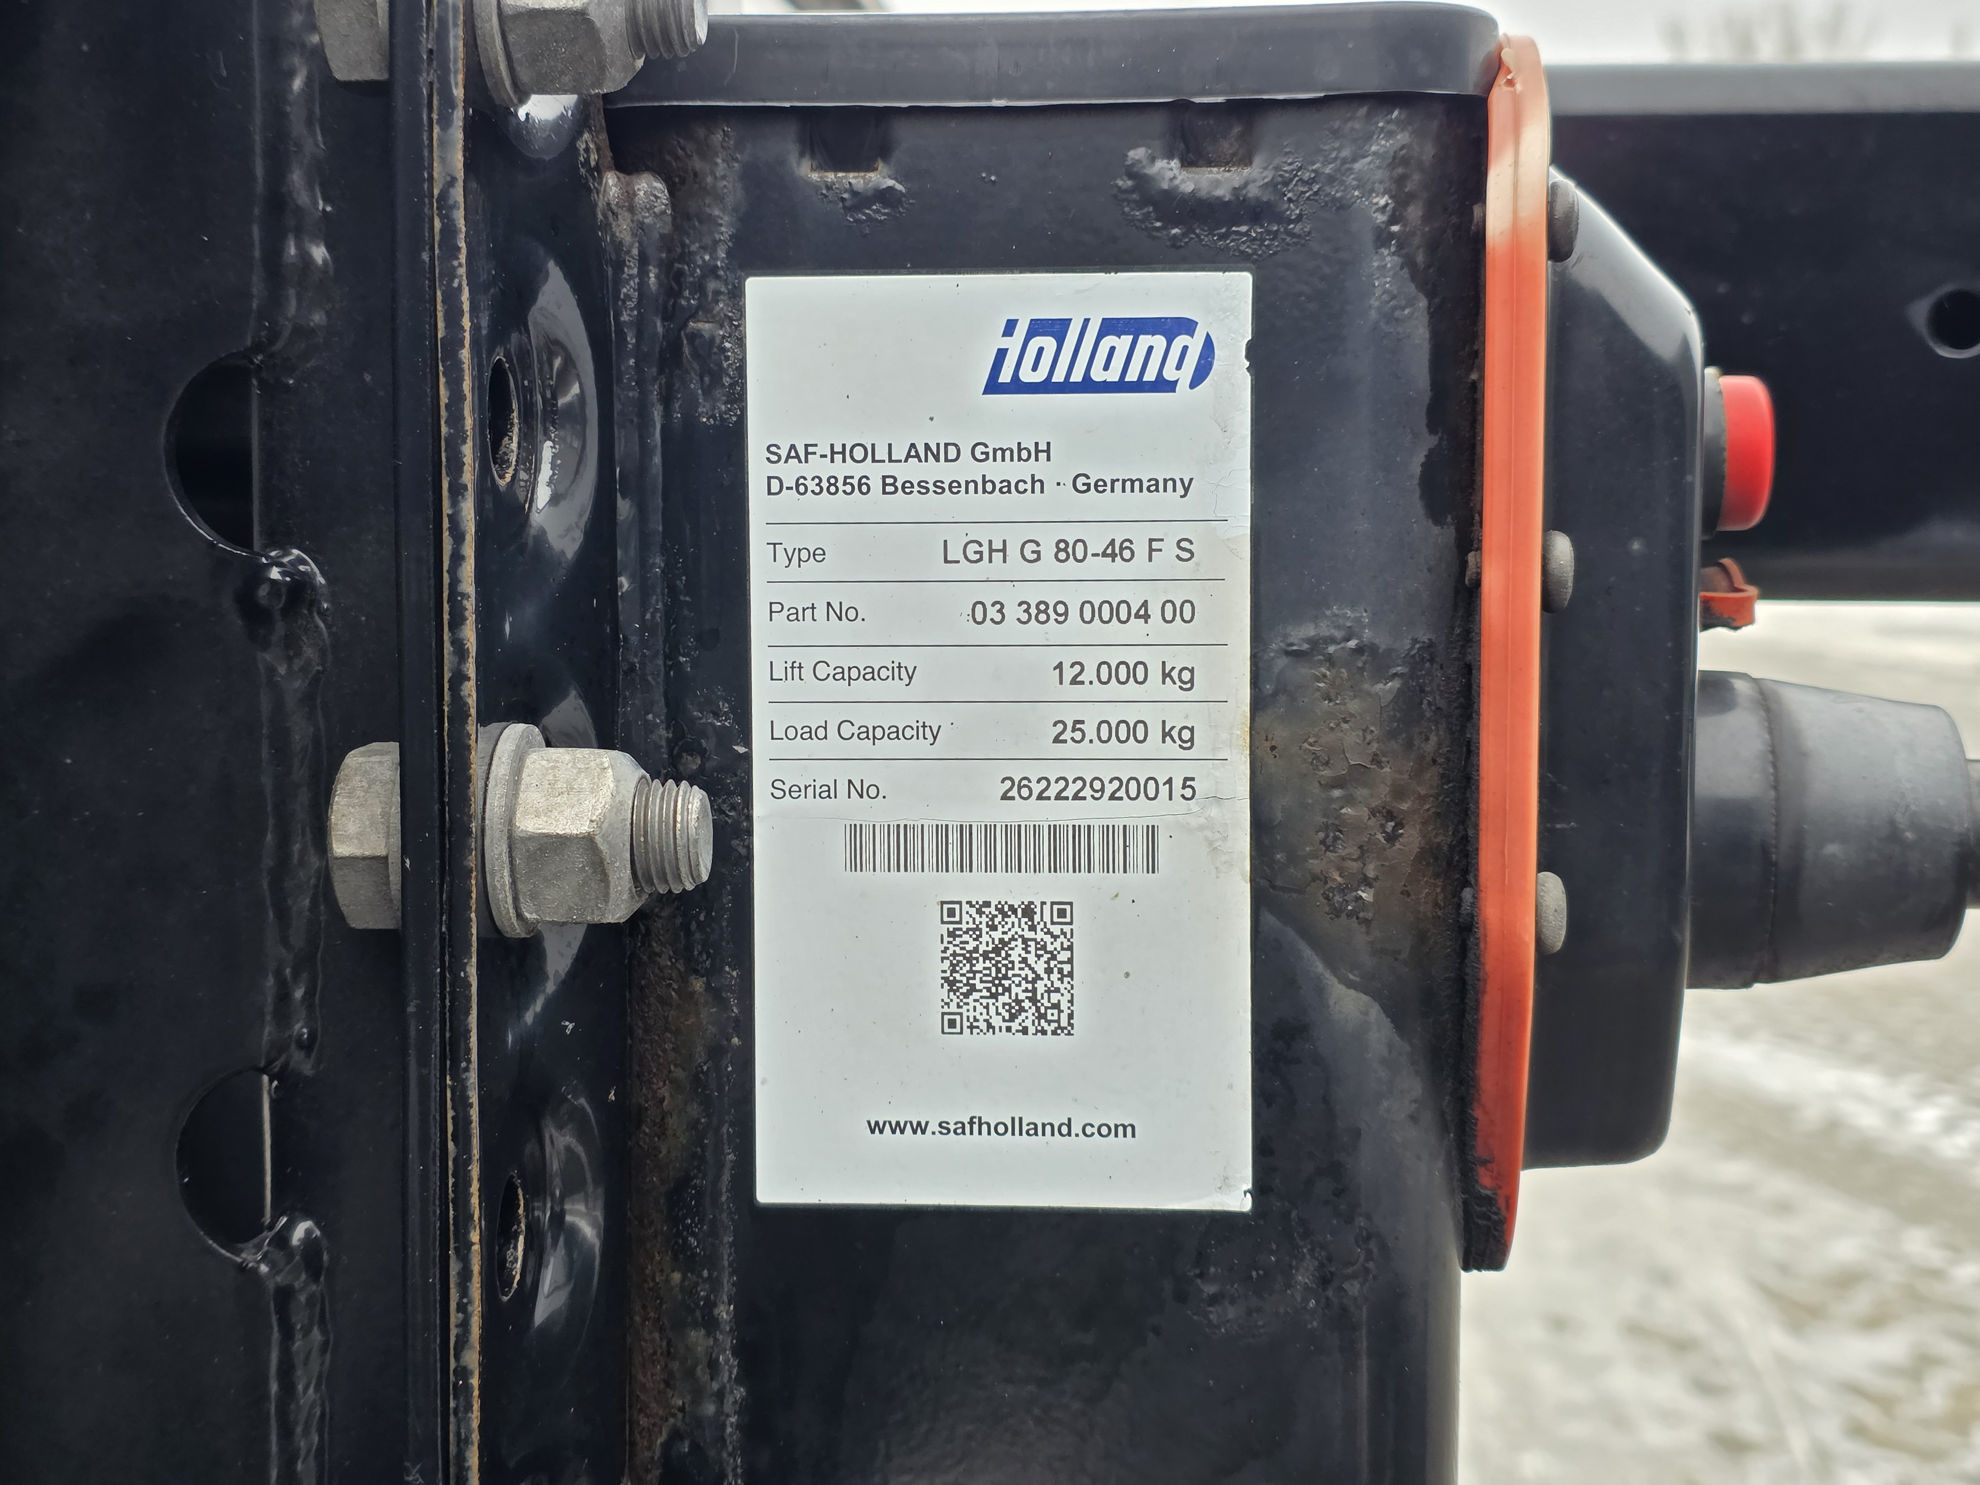 Holland
SAF-HOLLAND GmbH
D-63856 Bessenbach · Germany
Type LGH G 80-46 F S
Part No. 03 389 0004 00
Lift Capacity 12.000 kg
Load Capacity 25.000 kg
Serial No. 26222920015
www.safholland.com